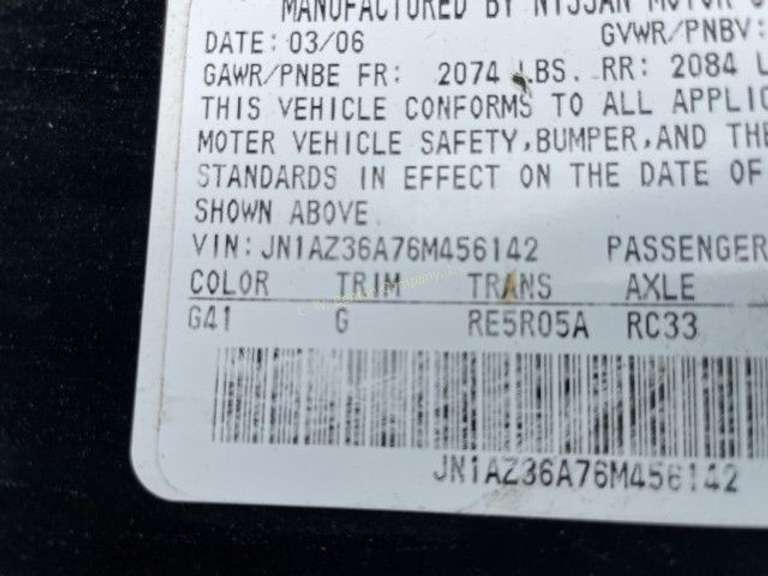 MANUFACTURED BY NISSAN MOTOR
DATE: 03/06 GVWR/PNBV:
GAWR/PNBE FR: 2074 LBS. RR: 2084 L
THIS VEHICLE CONFORMS TO ALL APPLIC
MOTER VEHICLE SAFETY, BUMPER, AND THE
STANDARDS IN EFFECT ON THE DATE OF
SHOWN ABOVE
VIN: JN1AZ36A76M456142 PASSENGER
COLOR TRIM TRANS AXLE
G41 G RE5R05A RC33
JN1AZ36A76M456142